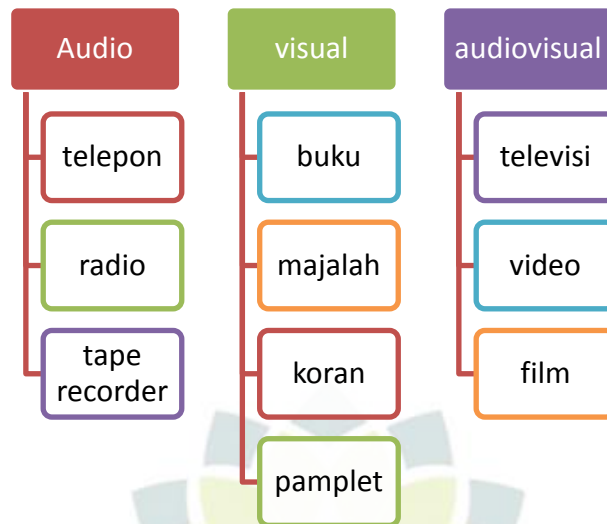 Audio
telepon
radio
tape
recorder
visual
buku
majalah
koran
pamplet
audiovisual
televisi
video
film